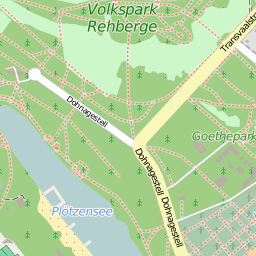 Volkspark
Rehberge
Transvaalstr
Dohnagestell
Goethepark
Dohnagestell Dohnagestell
Plötzensee